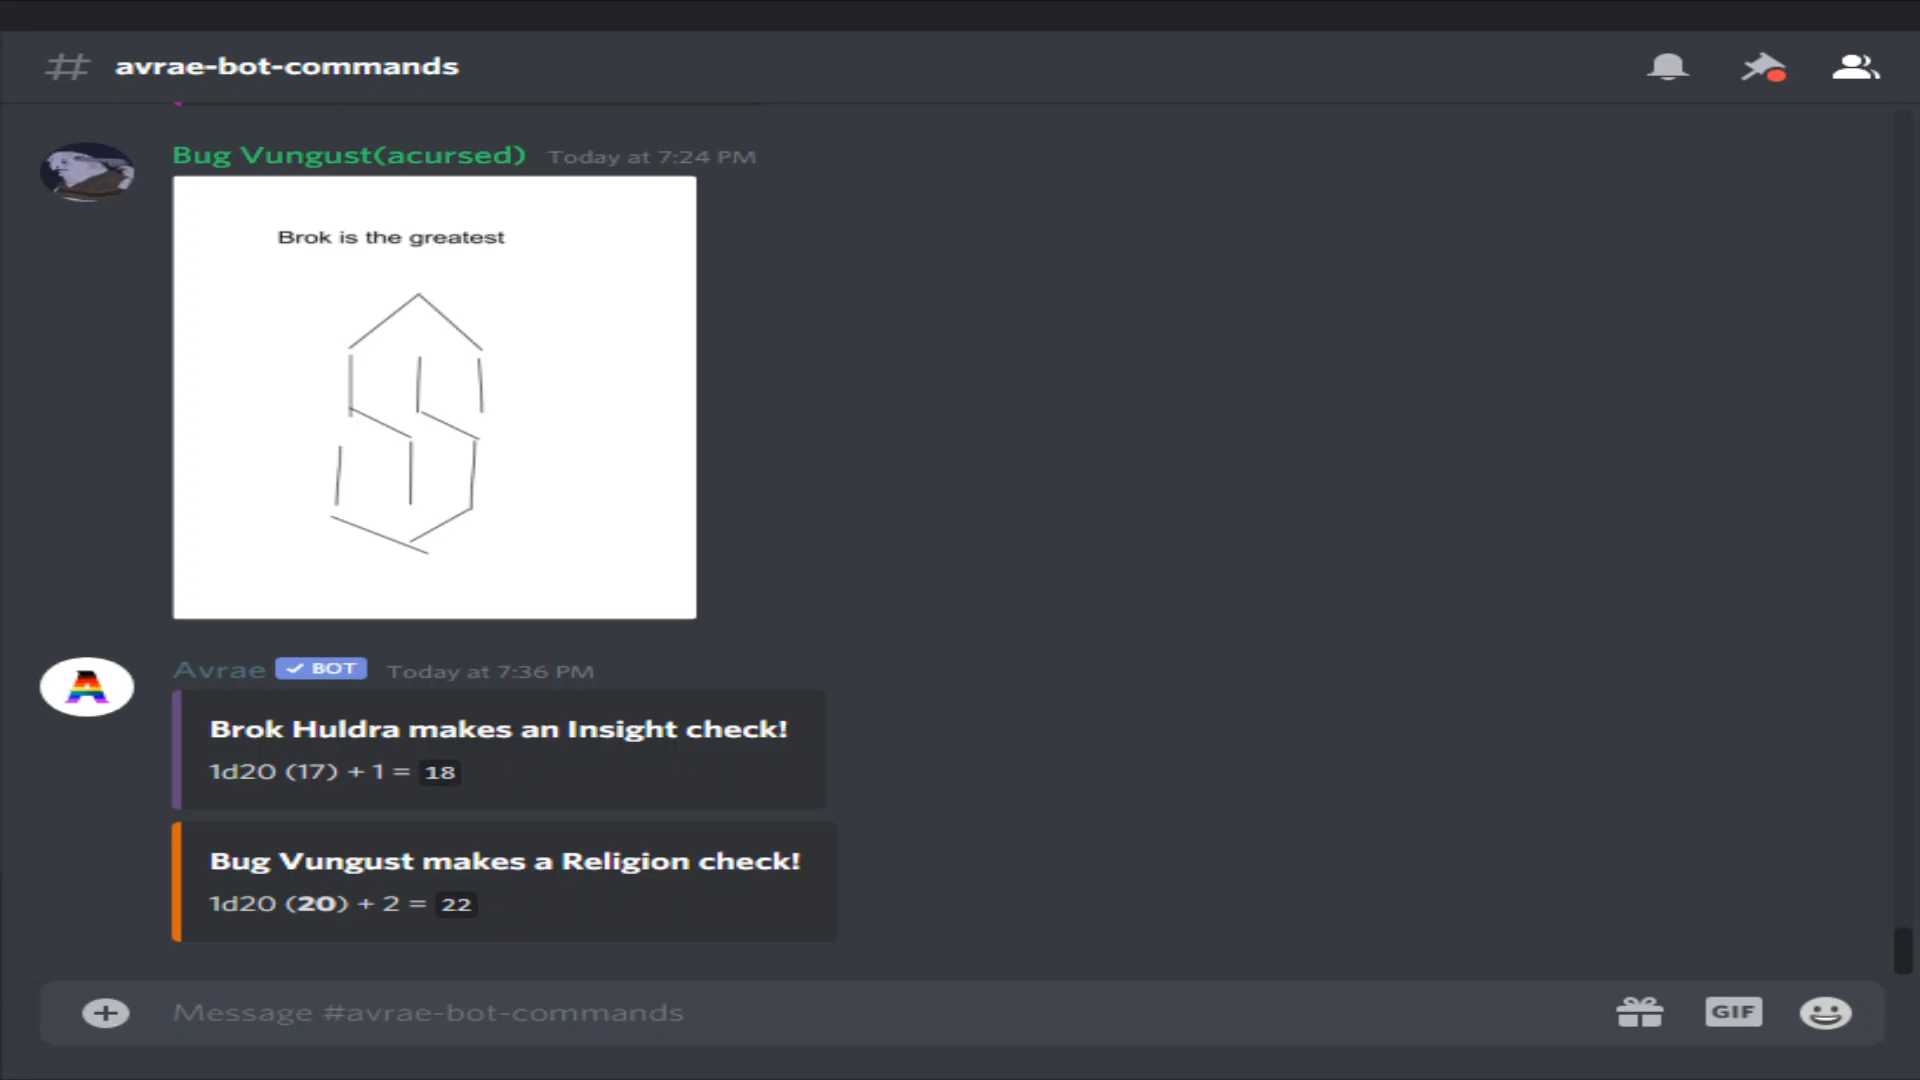 # avrae-bot-commands
Bug Vungust(acursed) Today at 7:24 PM
Brok is the greatest
A
Avrae ✓ BOT Today at 7:36 PM
Brok Huldra makes an Insight check!
1d20 (17) + 1 = 18
Bug Vungust makes a Religion check!
1d20 (20) + 2 = 22
Message #avrae-bot-commands
GIF